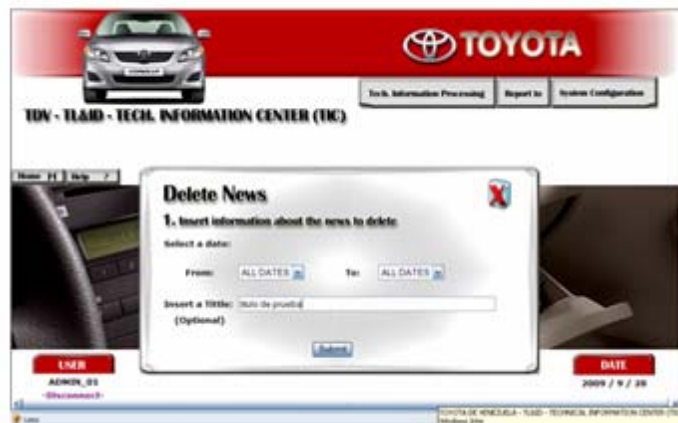 TOYOTA
Tech. Information Processing Report to System Configuration
TDV - TL&ID - TECH. INFORMATION CENTER (TIC)
Home Help ?
Delete News
1. Insert information about the news to delete
Select a date:
From: ALL DATES To: ALL DATES
Insert a Tittle: titulo de prueba
(Optional)
Submit
USER DATE
ADMIN_01 2009 / 9 / 28
-Disconnect-
TOYOTA DE VENEZUELA - TL&ID - TECHNICAL INFORMATION CENTER (TIC)